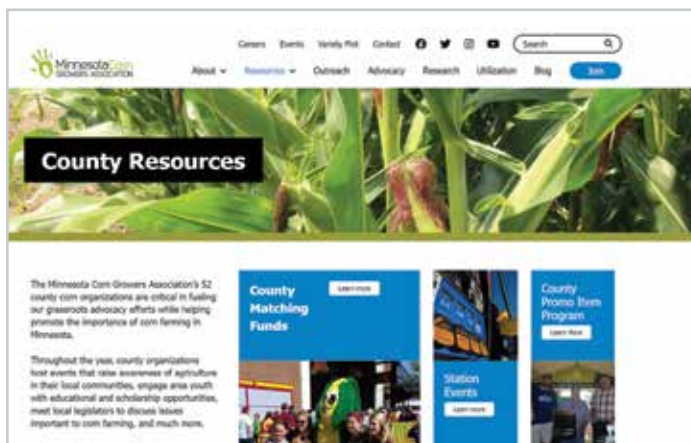 Careers Events Variety Plot Contact Search
MinnesotaCorn
GROWERS ASSOCIATION
About Resources Outreach Advocacy Research Utilization Blog Join
County Resources
The Minnesota Corn Growers Association's 52
county corn organizations are critical in fueling
our grassroots advocacy efforts while helping
promote the importance of corn farming in
Minnesota.
Throughout the year, county organizations
host events that raise awareness of agriculture
in their local communities, engage area youth
with educational and scholarship opportunities,
meet local legislators to discuss issues
important to corn farming, and much more.
County
Matching
Funds
Learn more
Station
Events
Learn more
County
Promo Item
Program
Learn More